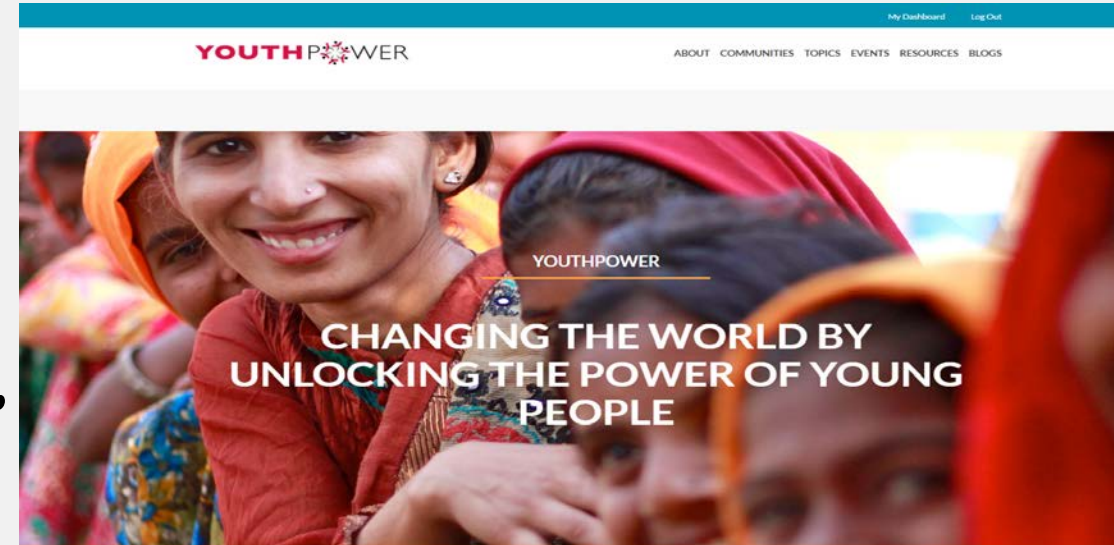 My Dashboard Log Out
YOUTHPOWER
ABOUT COMMUNITIES TOPICS EVENTS RESOURCES BLOGS
YOUTHPOWER
CHANGING THE WORLD BY
UNLOCKING THE POWER OF YOUNG
PEOPLE
,